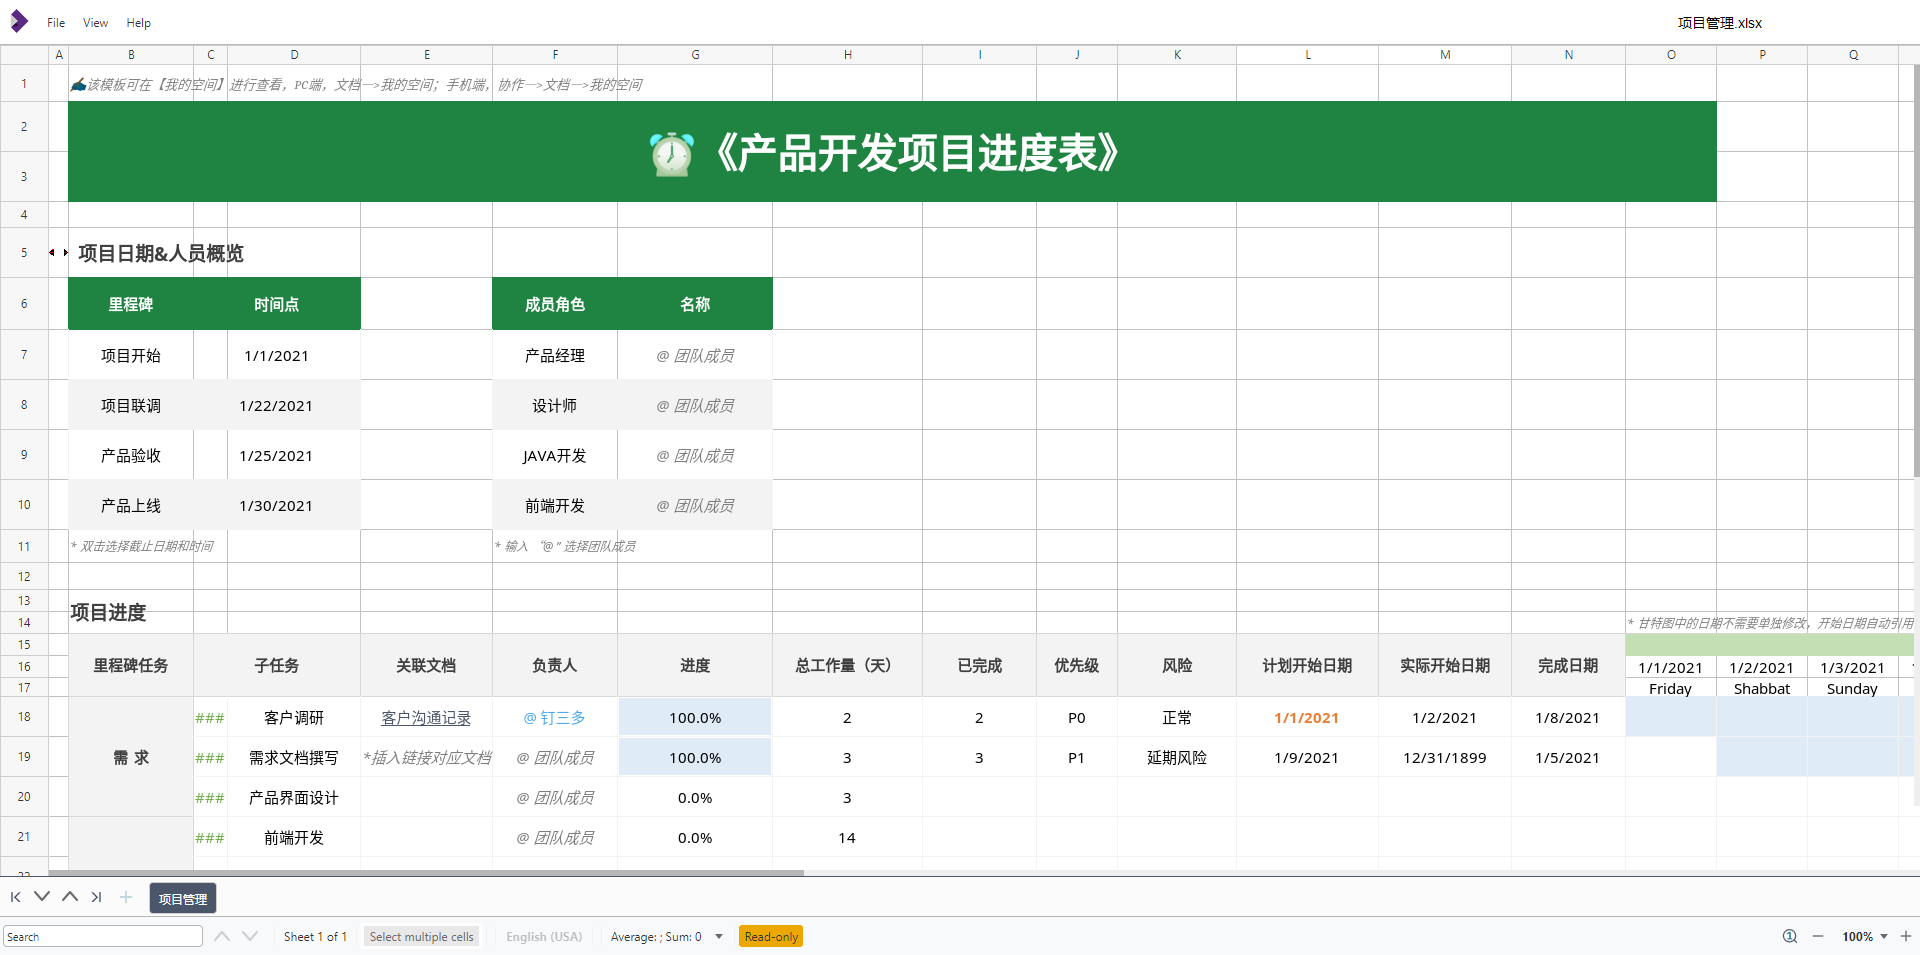 File View Help
项目管理.xlsx
A B C D E F G H I J K L M N O P Q
1 ✍该模板可在【我的空间】进行查看，PC端，文档—>我的空间；手机端，协作—>文档—>我的空间
2
⏰《产品开发项目进度表》
3
4
5 项目日期&人员概览
6 里程碑 时间点 成员角色 名称
7 项目开始 1/1/2021 产品经理 @ 团队成员
8 项目联调 1/22/2021 设计师 @ 团队成员
9 产品验收 1/25/2021 JAVA开发 @ 团队成员
10 产品上线 1/30/2021 前端开发 @ 团队成员
11 * 双击选择截止日期和时间 * 输入 “@ ” 选择团队成员
12
13
项目进度
14 * 甘特图中的日期不需要单独修改，开始日期自动引用
15
里程碑任务 子任务 关联文档 负责人 进度 总工作量（天） 已完成 优先级 风险 计划开始日期 实际开始日期 完成日期
16 1/1/2021 1/2/2021 1/3/2021
17 Friday Shabbat Sunday
18 ### 客户调研 客户沟通记录 @ 钉三多 100.0% 2 2 P0 正常 1/1/2021 1/2/2021 1/8/2021
19 需 求 ### 需求文档撰写 *插入链接对应文档 @ 团队成员 100.0% 3 3 P1 延期风险 1/9/2021 12/31/1899 1/5/2021
20 ### 产品界面设计 @ 团队成员 0.0% 3
21 ### 前端开发 @ 团队成员 0.0% 14
项目管理
Search Sheet 1 of 1 Select multiple cells English (USA) Average: ; Sum: 0 Read-only 100%